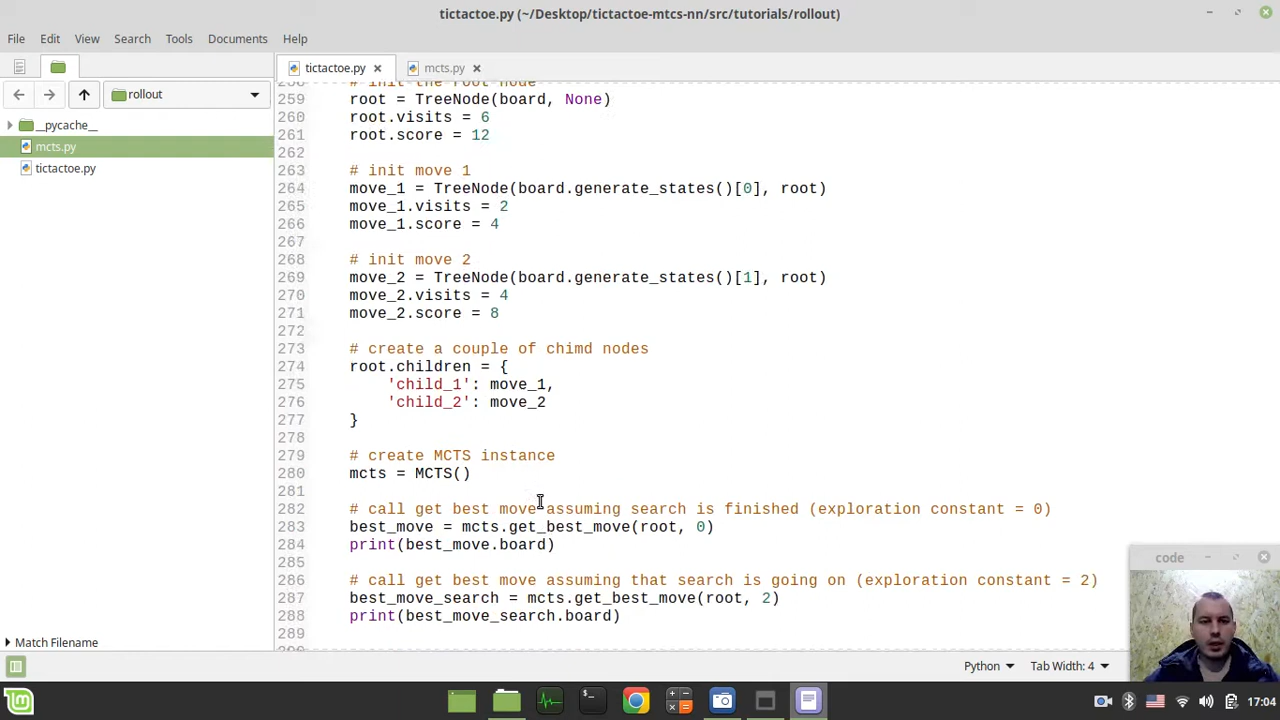 tictactoe.py (~/Desktop/tictactoe-mtcs-nn/src/tutorials/rollout)
File Edit View Search Tools Documents Help
tictactoe.py
mcts.py
rollout
__pycache__
mcts.py
tictactoe.py
258 # init the root node
259 root = TreeNode(board, None)
260 root.visits = 6
261 root.score = 12
262
263 # init move 1
264 move_1 = TreeNode(board.generate_states()[0], root)
265 move_1.visits = 2
266 move_1.score = 4
267
268 # init move 2
269 move_2 = TreeNode(board.generate_states()[1], root)
270 move_2.visits = 4
271 move_2.score = 8
272
273 # create a couple of chimd nodes
274 root.children = {
275 'child_1': move_1,
276 'child_2': move_2
277 }
278
279 # create MCTS instance
280 mcts = MCTS()
281
282 # call get best move assuming search is finished (exploration constant = 0)
283 best_move = mcts.get_best_move(root, 0)
284 print(best_move.board)
285
286 # call get best move assuming that search is going on (exploration constant = 2)
287 best_move_search = mcts.get_best_move(root, 2)
288 print(best_move_search.board)
289
code
Match Filename
Python
Tab Width: 4
17:04